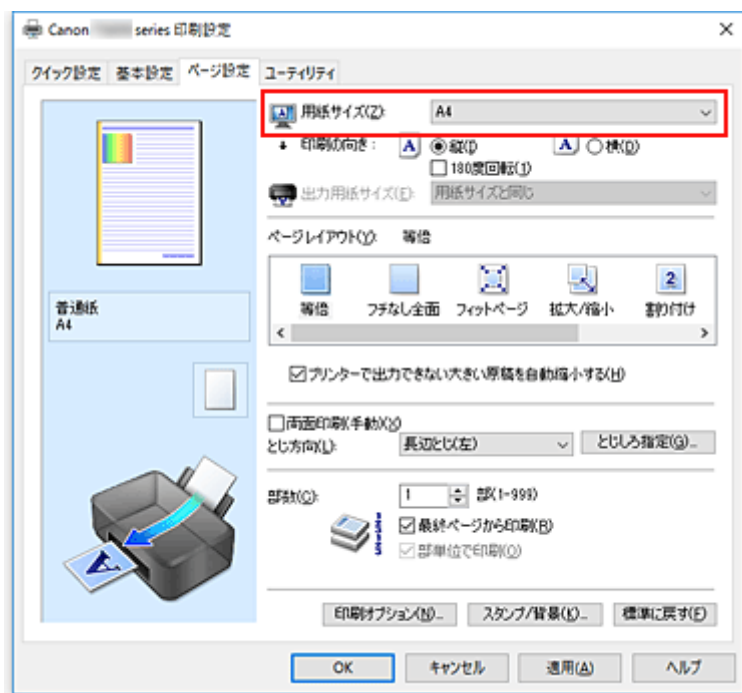 Canon series 印刷設定
クイック設定 基本設定 ページ設定 ユーティリティ
用紙サイズ(Z): A4
印刷の向き: A 縦(I) A 横(D)
180度回転(1)
出力用紙サイズ(E): 用紙サイズと同じ
ページレイアウト(Y): 等倍
等倍 フチなし全面 フィットページ 拡大/縮小 2 割り付け
普通紙
A4
プリンターで出力できない大きい原稿を自動縮小する(H)
両面印刷(手動)(X)
とじ方向(L): 長辺とじ(左) とじしろ指定(G)...
部数(C): 1 部(1-999)
最終ページから印刷(R)
部単位で印刷(O)
A
印刷オプション(N)... スタンプ/背景(K)... 標準に戻す(F)
OK キャンセル 適用(A) ヘルプ